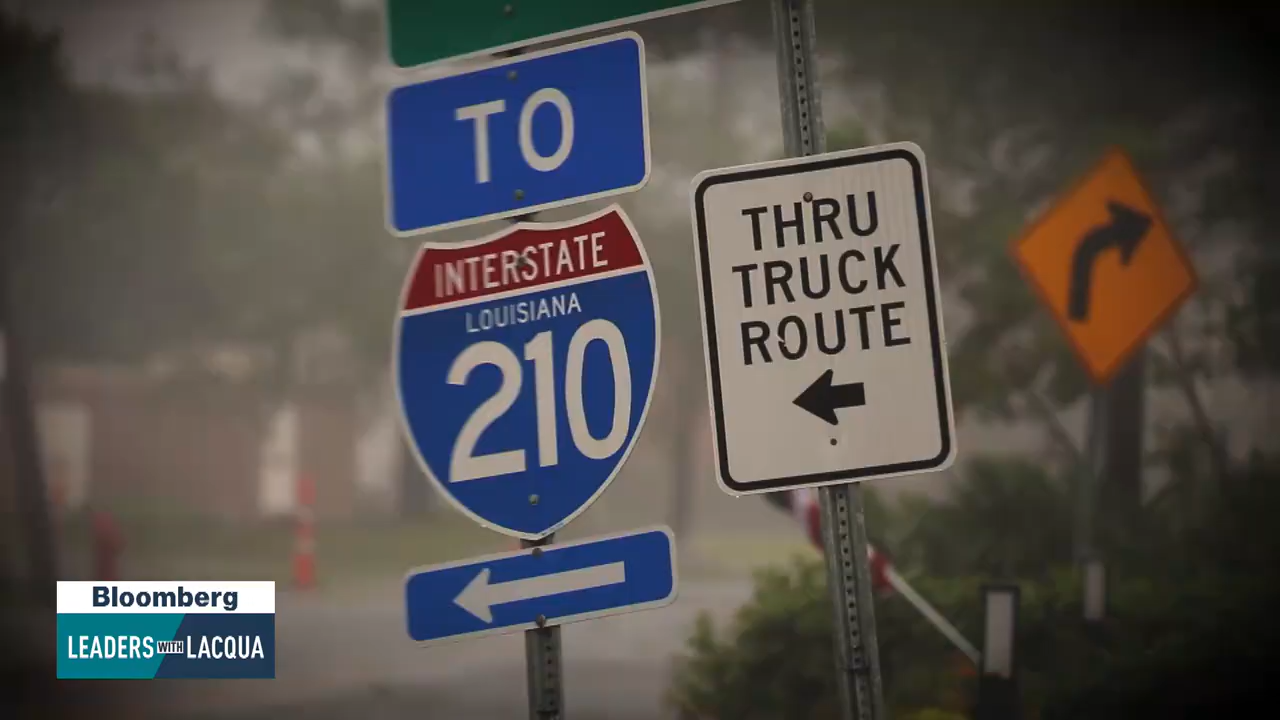 TO
INTERSTATE
LOUISIANA
210
THRU
TRUCK
ROUTE
Bloomberg
LEADERS WITH LACQUA